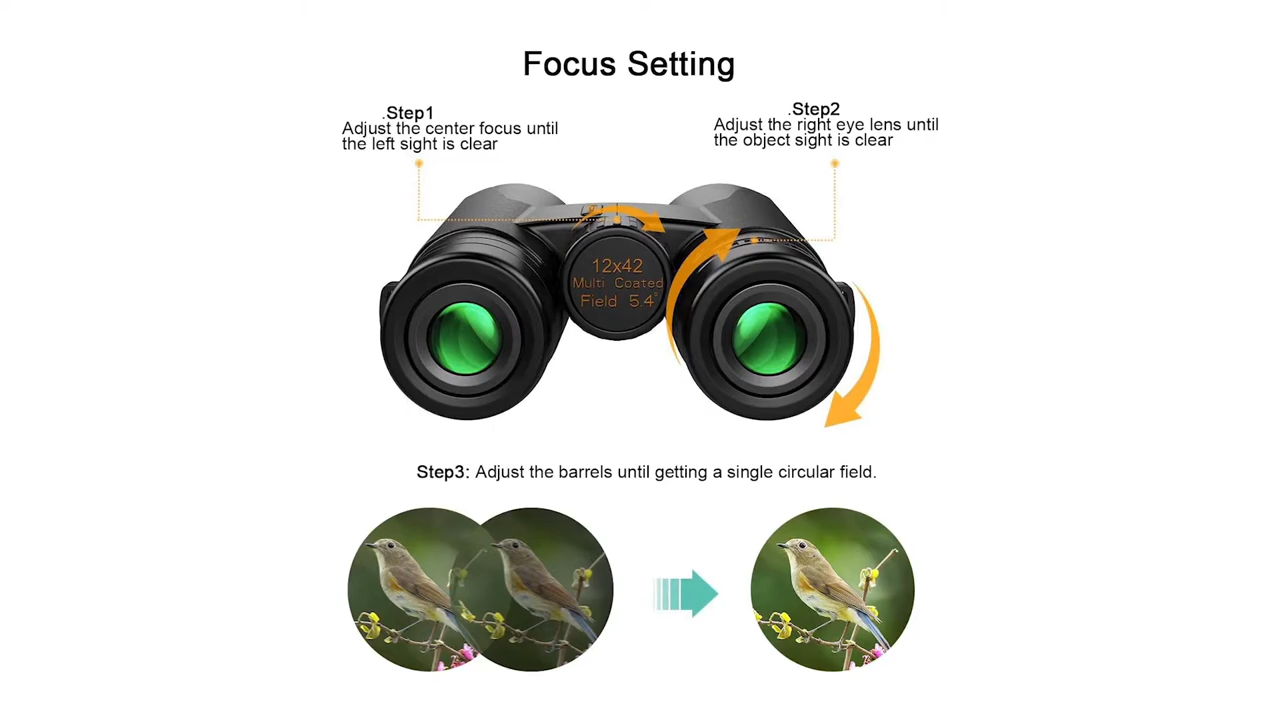 Focus Setting
.Step1
Adjust the center focus until
the left sight is clear
.Step2
Adjust the right eye lens until
the object sight is clear
12x42
Multi Coated
Field 5.4°
Step3: Adjust the barrels until getting a single circular field.